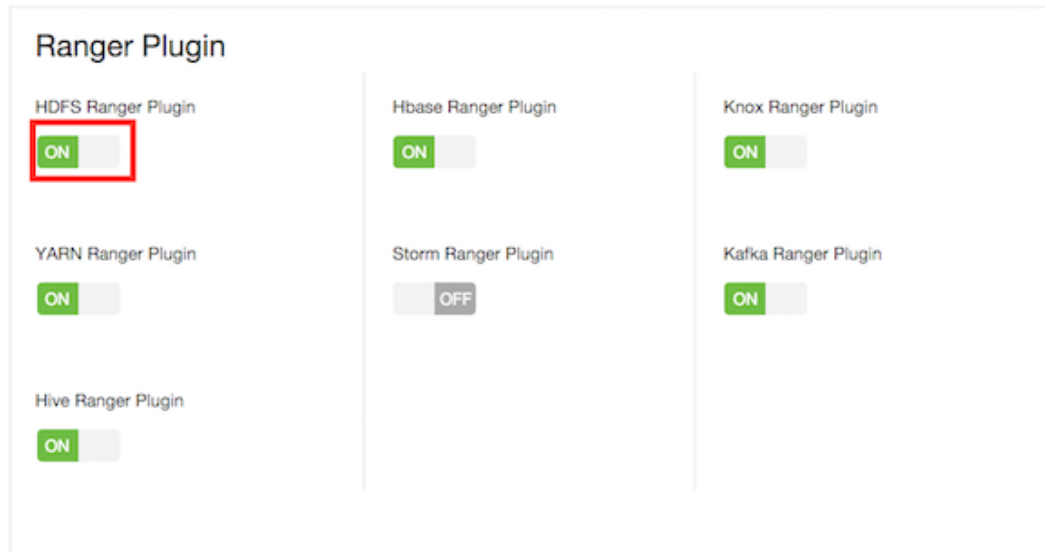 Ranger Plugin
HDFS Ranger Plugin
ON
Hbase Ranger Plugin
ON
Knox Ranger Plugin
ON
YARN Ranger Plugin
ON
Storm Ranger Plugin
OFF
Kafka Ranger Plugin
ON
Hive Ranger Plugin
ON